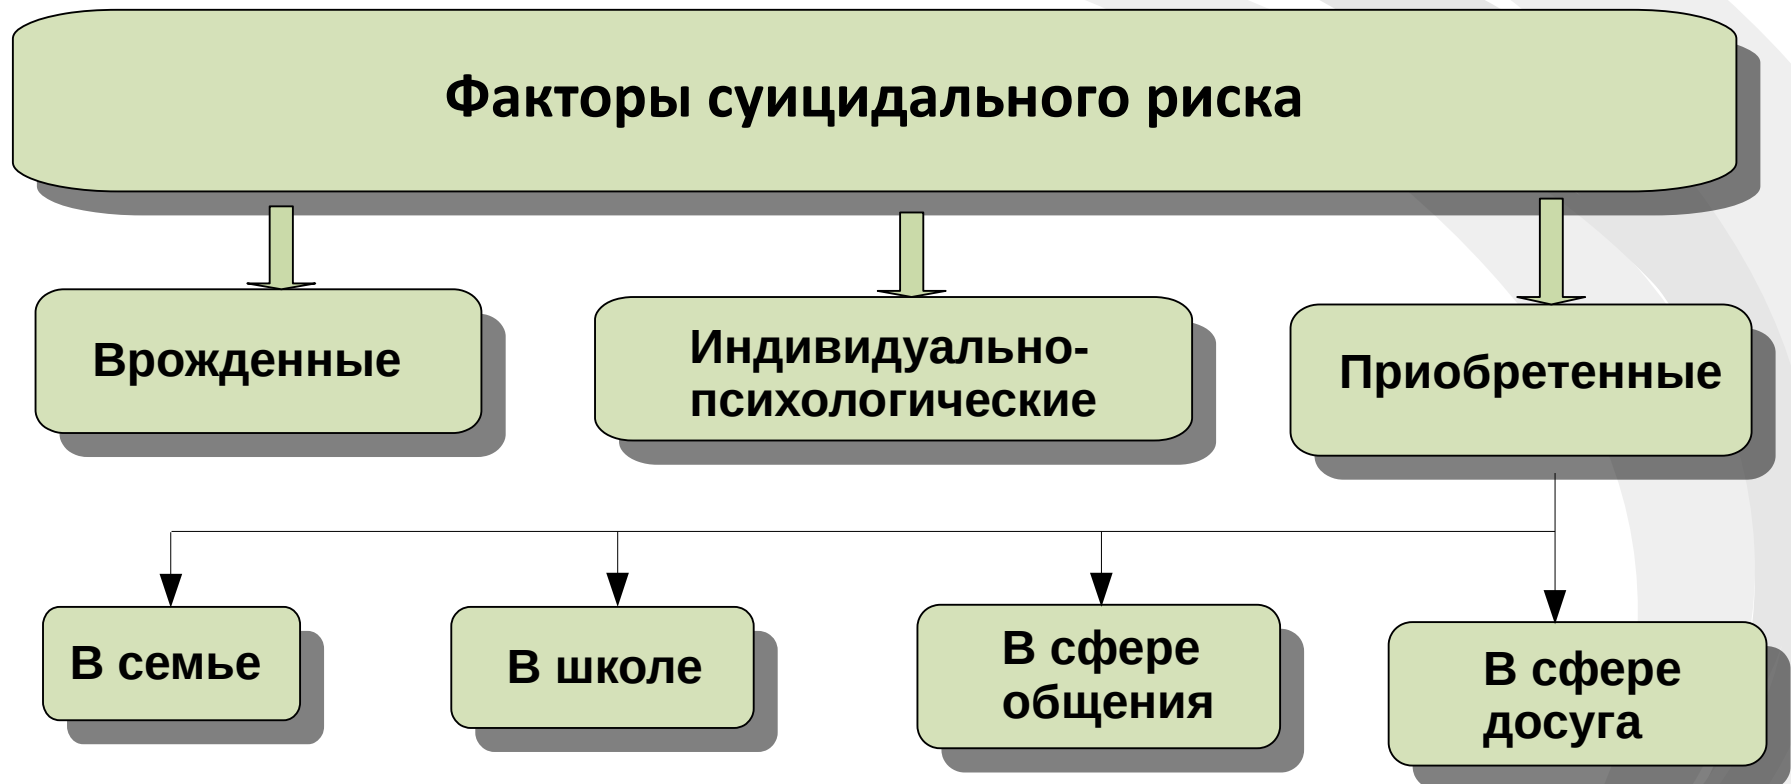 Факторы суицидального риска
Врожденные
Индивидуально-
психологические
Приобретенные
В семье
В школе
В сфере
общения
В сфере
досуга